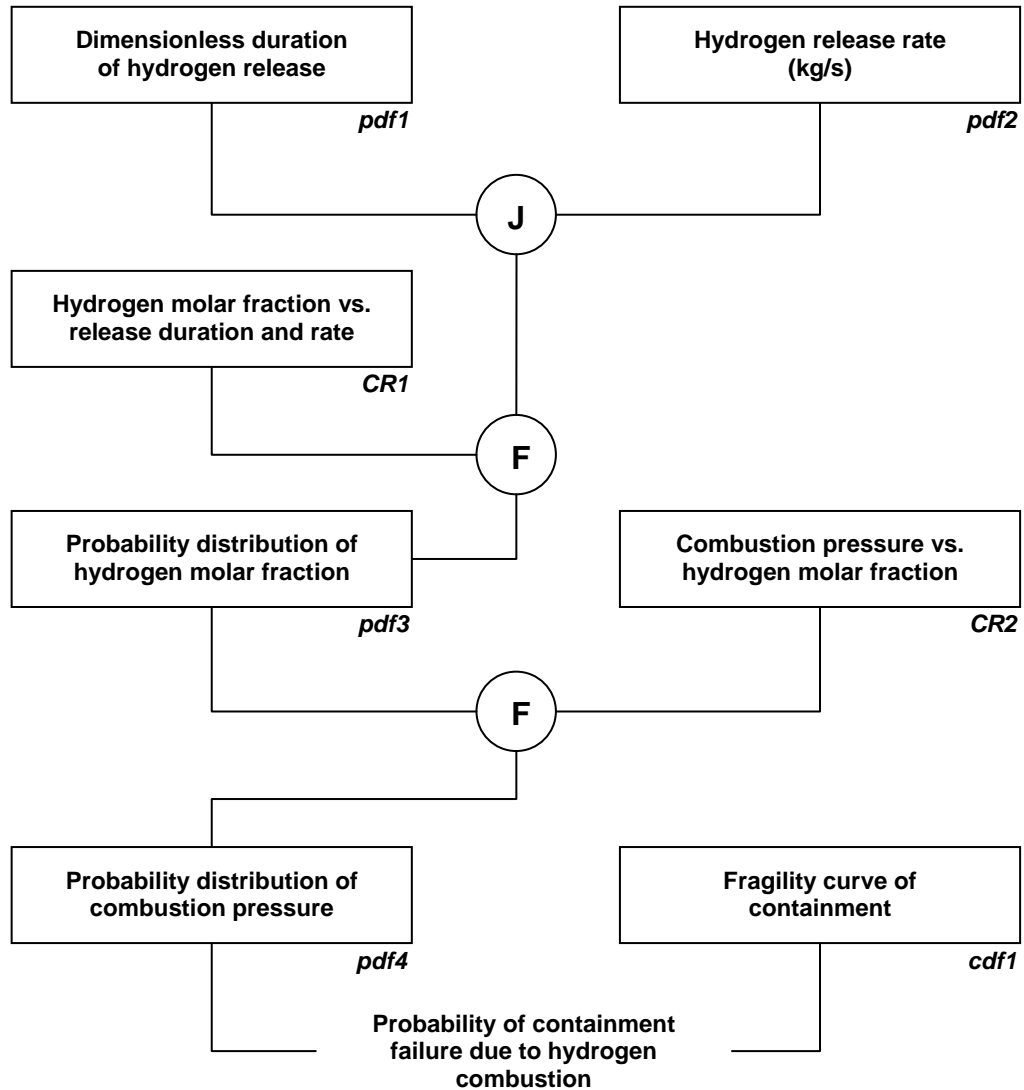 Dimensionless duration
of hydrogen release
pdf1
Hydrogen release rate
(kg/s)
pdf2
J
Hydrogen molar fraction vs.
release duration and rate
CR1
F
Probability distribution of
hydrogen molar fraction
pdf3
Combustion pressure vs.
hydrogen molar fraction
CR2
F
Probability distribution of
combustion pressure
pdf4
Fragility curve of
containment
cdf1
Probability of containment
failure due to hydrogen
combustion